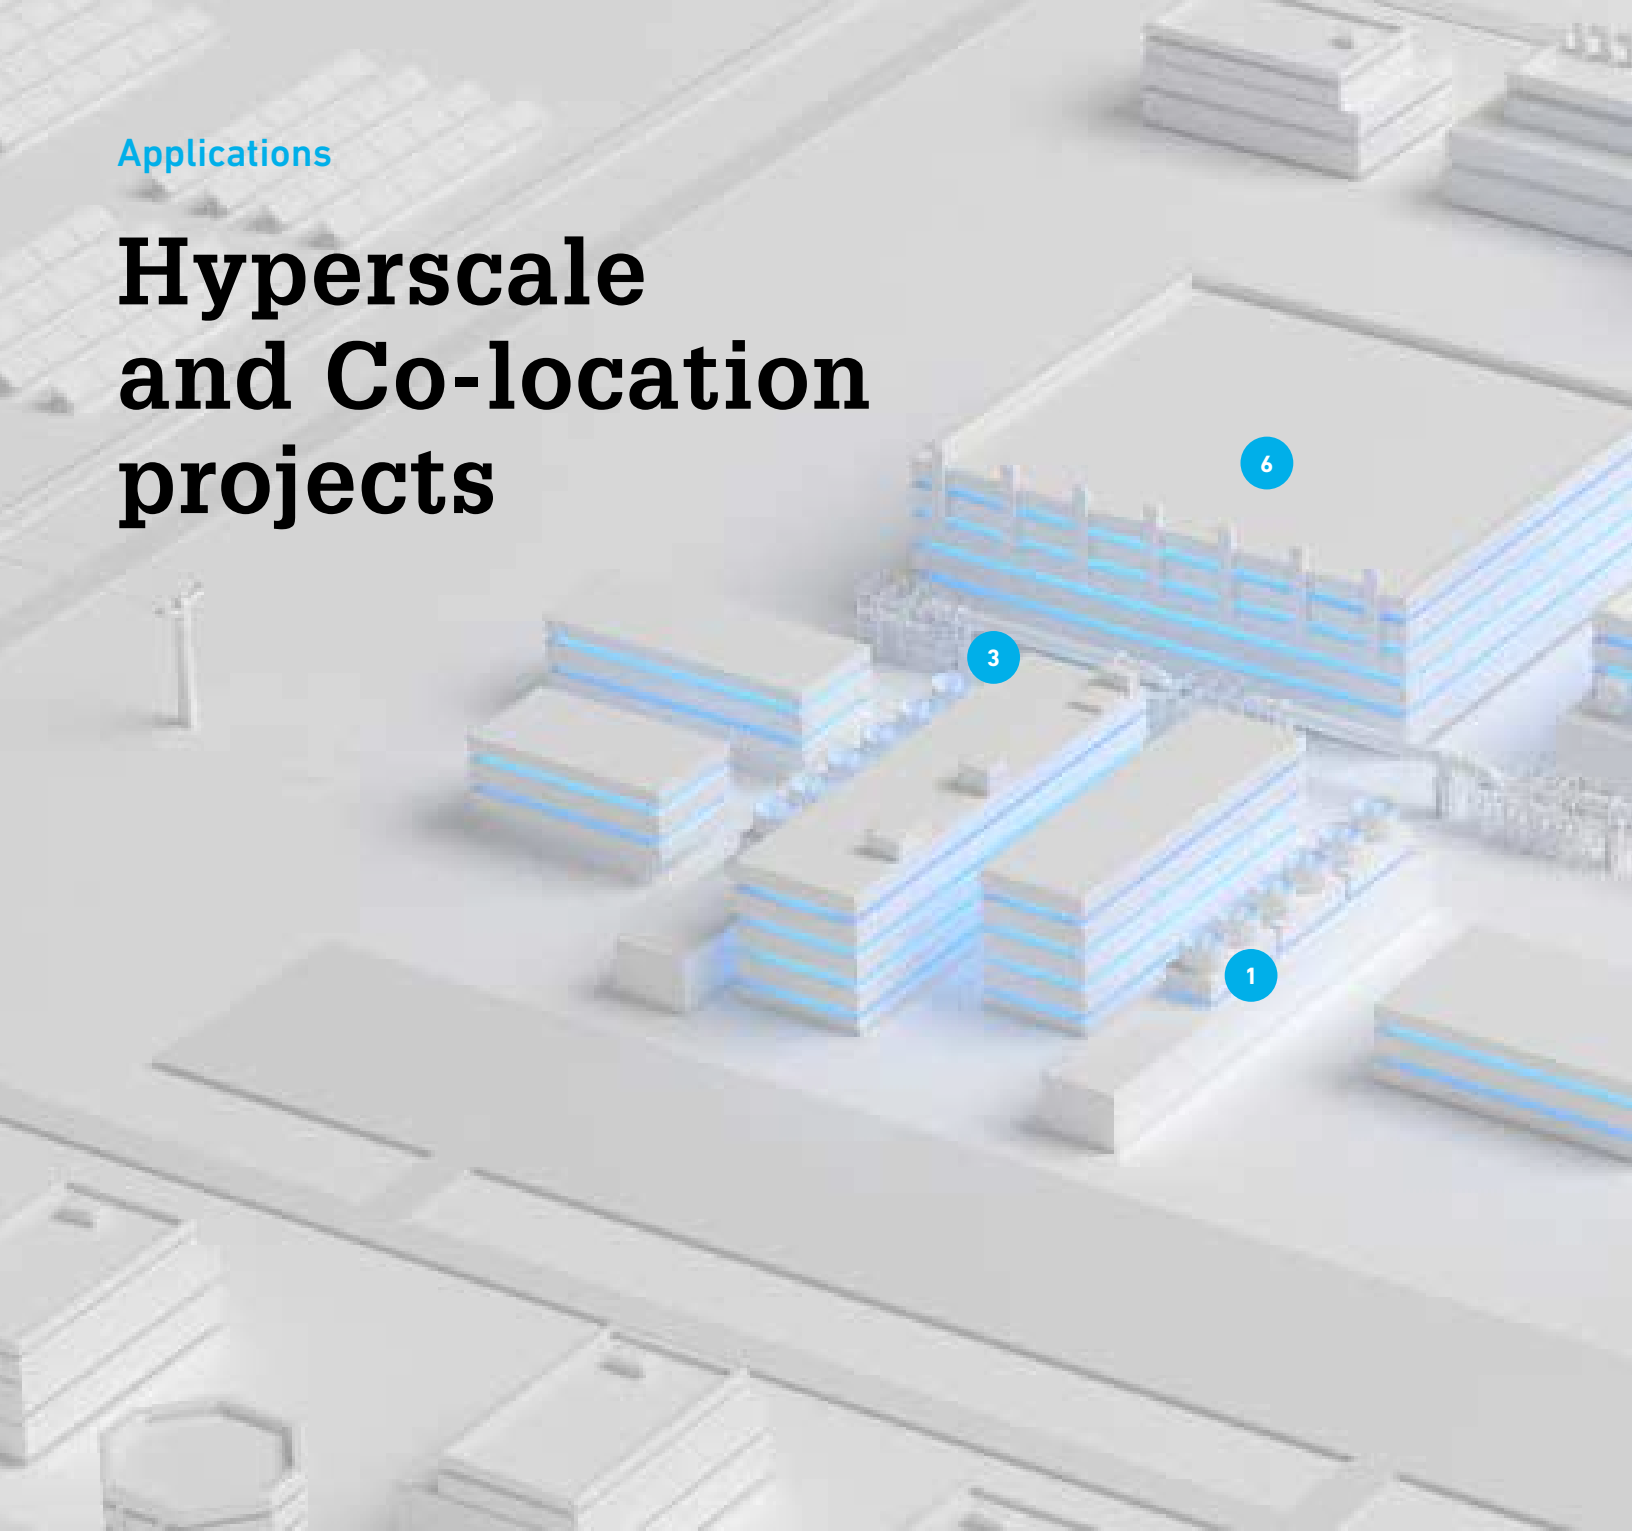 Applications
Hyperscale
and Co-location
projects
6
3
1